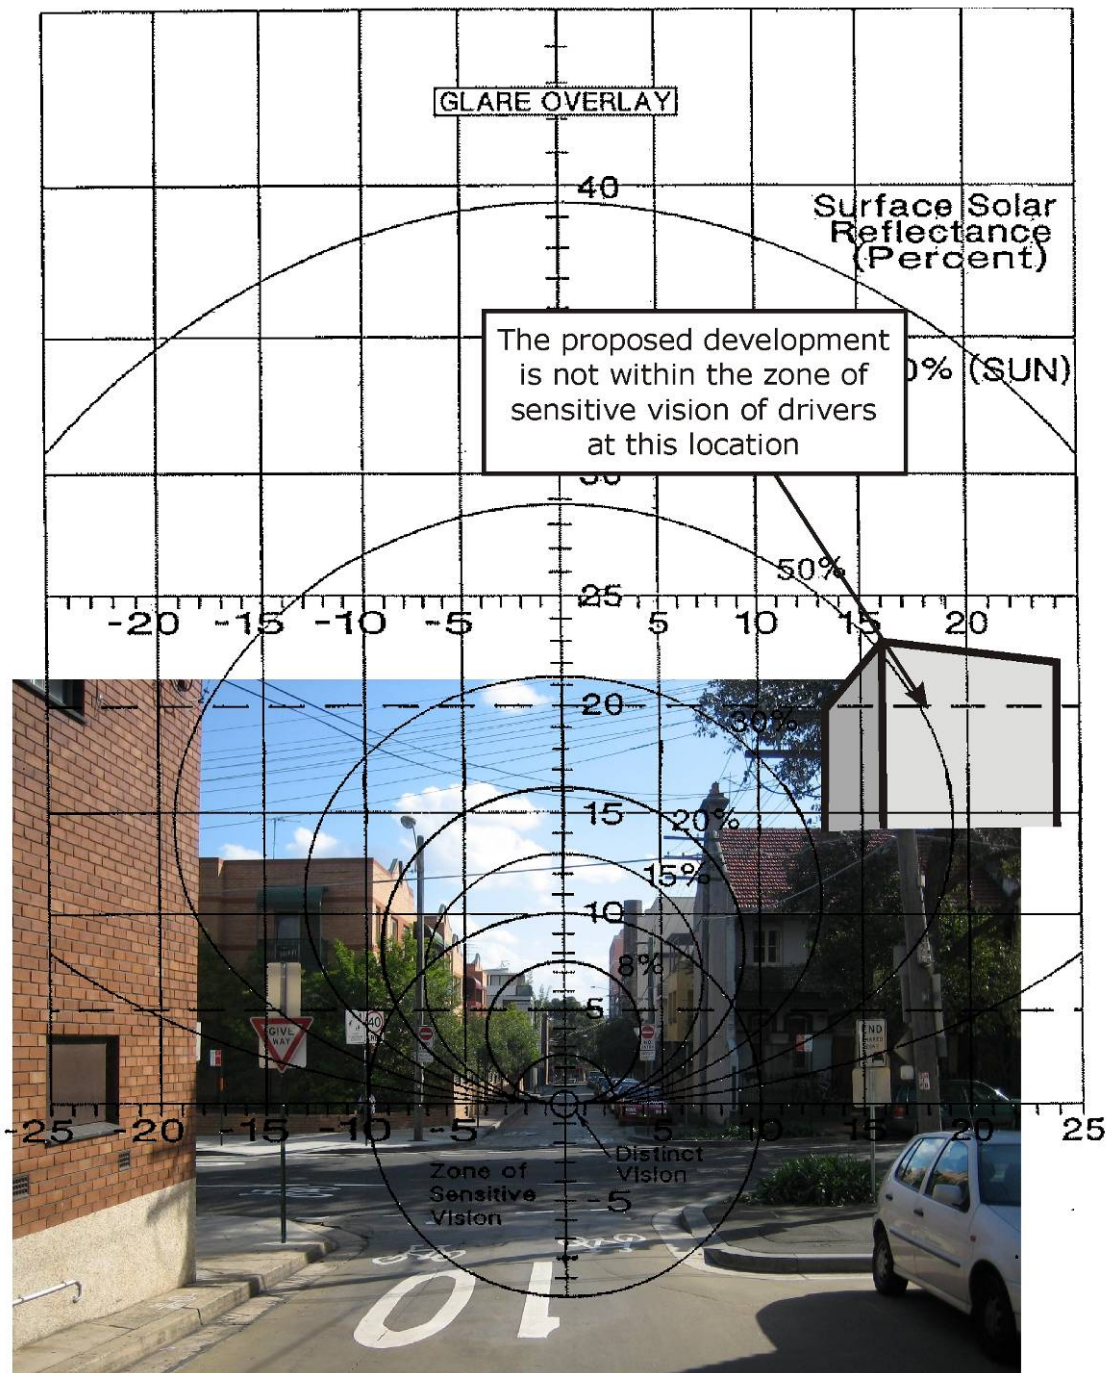 GLARE OVERLAY
40
Surface Solar
Reflectance
(Percent)
The proposed development
is not within the zone of
sensitive vision of drivers
at this location
0% (SUN)
50%
25
-20 -15 -10 -5 5 10 15 20
20
30%
15
20%
15%
10
8%
5
GIVE
WAY
40
END
-25 -20 -15 -10 -5 5 10 15 20 25
Distinct
Vision
Zone of
Sensitive
Vision
-5
10